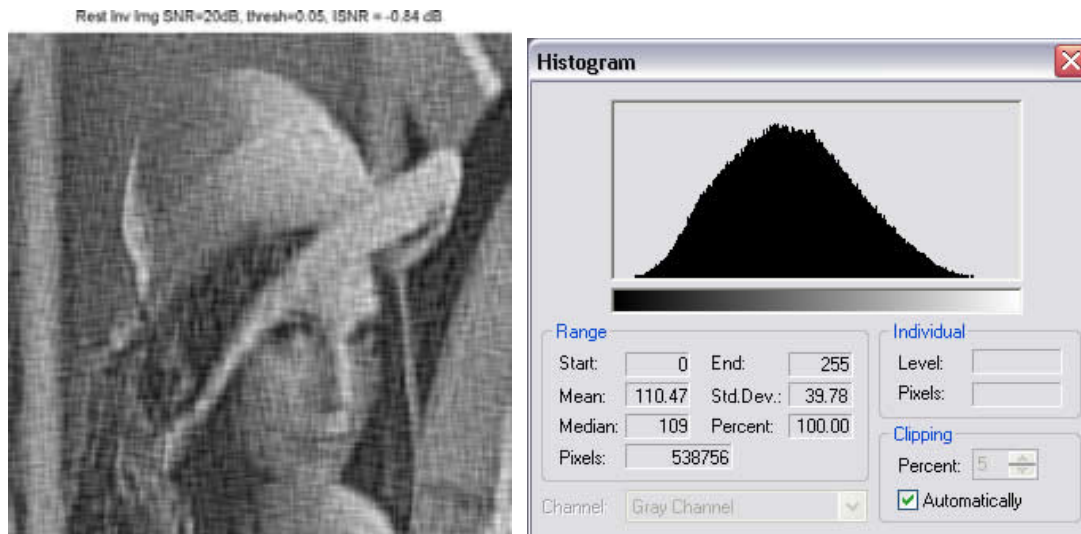 Rest Inv Img SNR=20dB, thresh=0.05, ISNR = -0.84 dB
Histogram
Range
Start: 0 End: 255
Mean: 110.47 Std.Dev.: 39.78
Median: 109 Percent: 100.00
Pixels: 538756
Individual
Level:
Pixels:
Clipping
Percent: 5
Automatically
Channel: Gray Channel